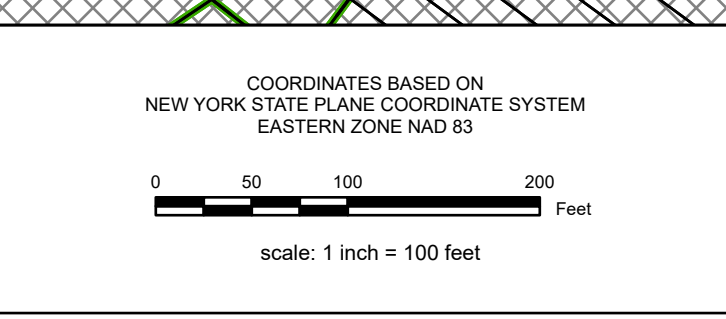 COORDINATES BASED ON
NEW YORK STATE PLANE COORDINATE SYSTEM
EASTERN ZONE NAD 83
0 50 100 200
Feet
scale: 1 inch = 100 feet